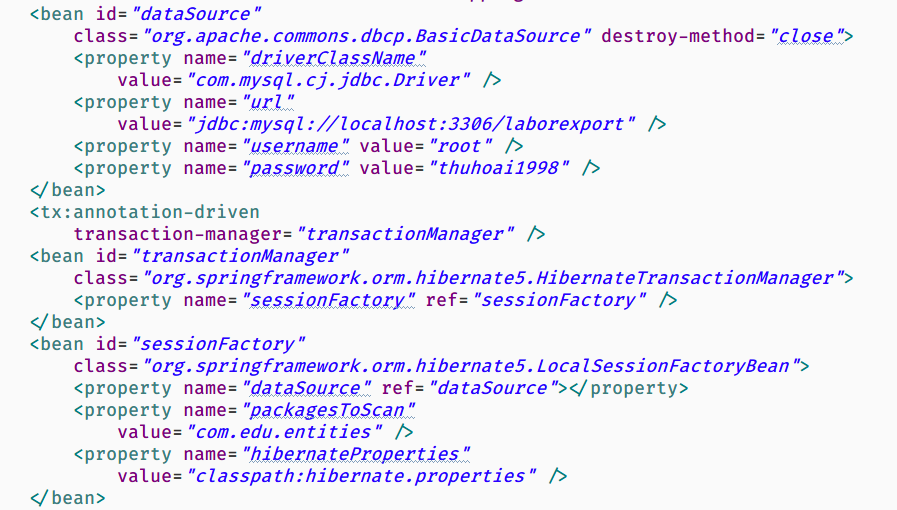 <bean id="dataSource"
class="org.apache.commons.dbcp.BasicDataSource" destroy-method="close">
<property name="driverClassName"
value="com.mysql.cj.jdbc.Driver" />
<property name="url"
value="jdbc:mysql://localhost:3306/laborexport" />
<property name="username" value="root" />
<property name="password" value="thuhoai1998" />
</bean>
<tx:annotation-driven
transaction-manager="transactionManager" />
<bean id="transactionManager"
class="org.springframework.orm.hibernate5.HibernateTransactionManager">
<property name="sessionFactory" ref="sessionFactory" />
</bean>
<bean id="sessionFactory"
class="org.springframework.orm.hibernate5.LocalSessionFactoryBean">
<property name="dataSource" ref="dataSource"></property>
<property name="packagesToScan"
value="com.edu.entities" />
<property name="hibernateProperties"
value="classpath:hibernate.properties" />
</bean>